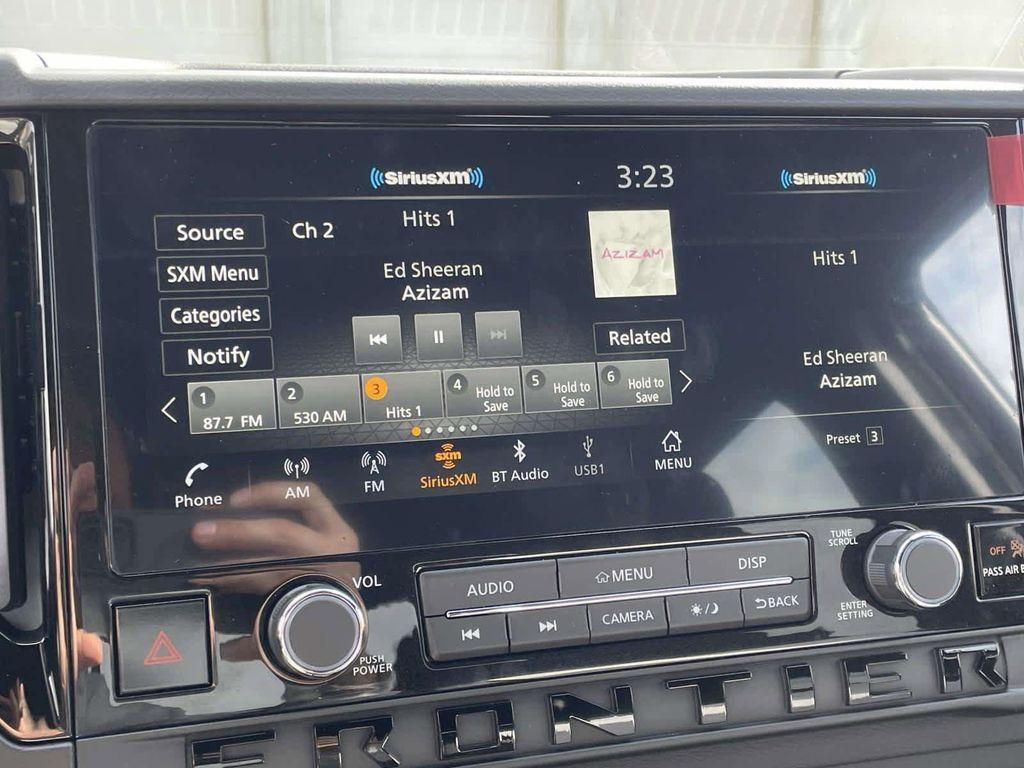 SiriusXM
3:23
SiriusXM
Source
Ch 2
Hits 1
AZIZAM
SXM Menu
Ed Sheeran
Azizam
Hits 1
Categories
Notify
Related
Ed Sheeran
Azizam
1
87.7 FM
2
530 AM
3
Hits 1
4
Hold to
Save
5
Hold to
Save
6
Hold to
Save
Preset 3
Phone
AM
FM
sxm
SiriusXM
BT Audio
USB1
MENU
VOL
PUSH
POWER
AUDIO
MENU
DISP
CAMERA
BACK
TUNE
SCROLL
ENTER
SETTING
OFF
PASS AIR B
FRONTIER